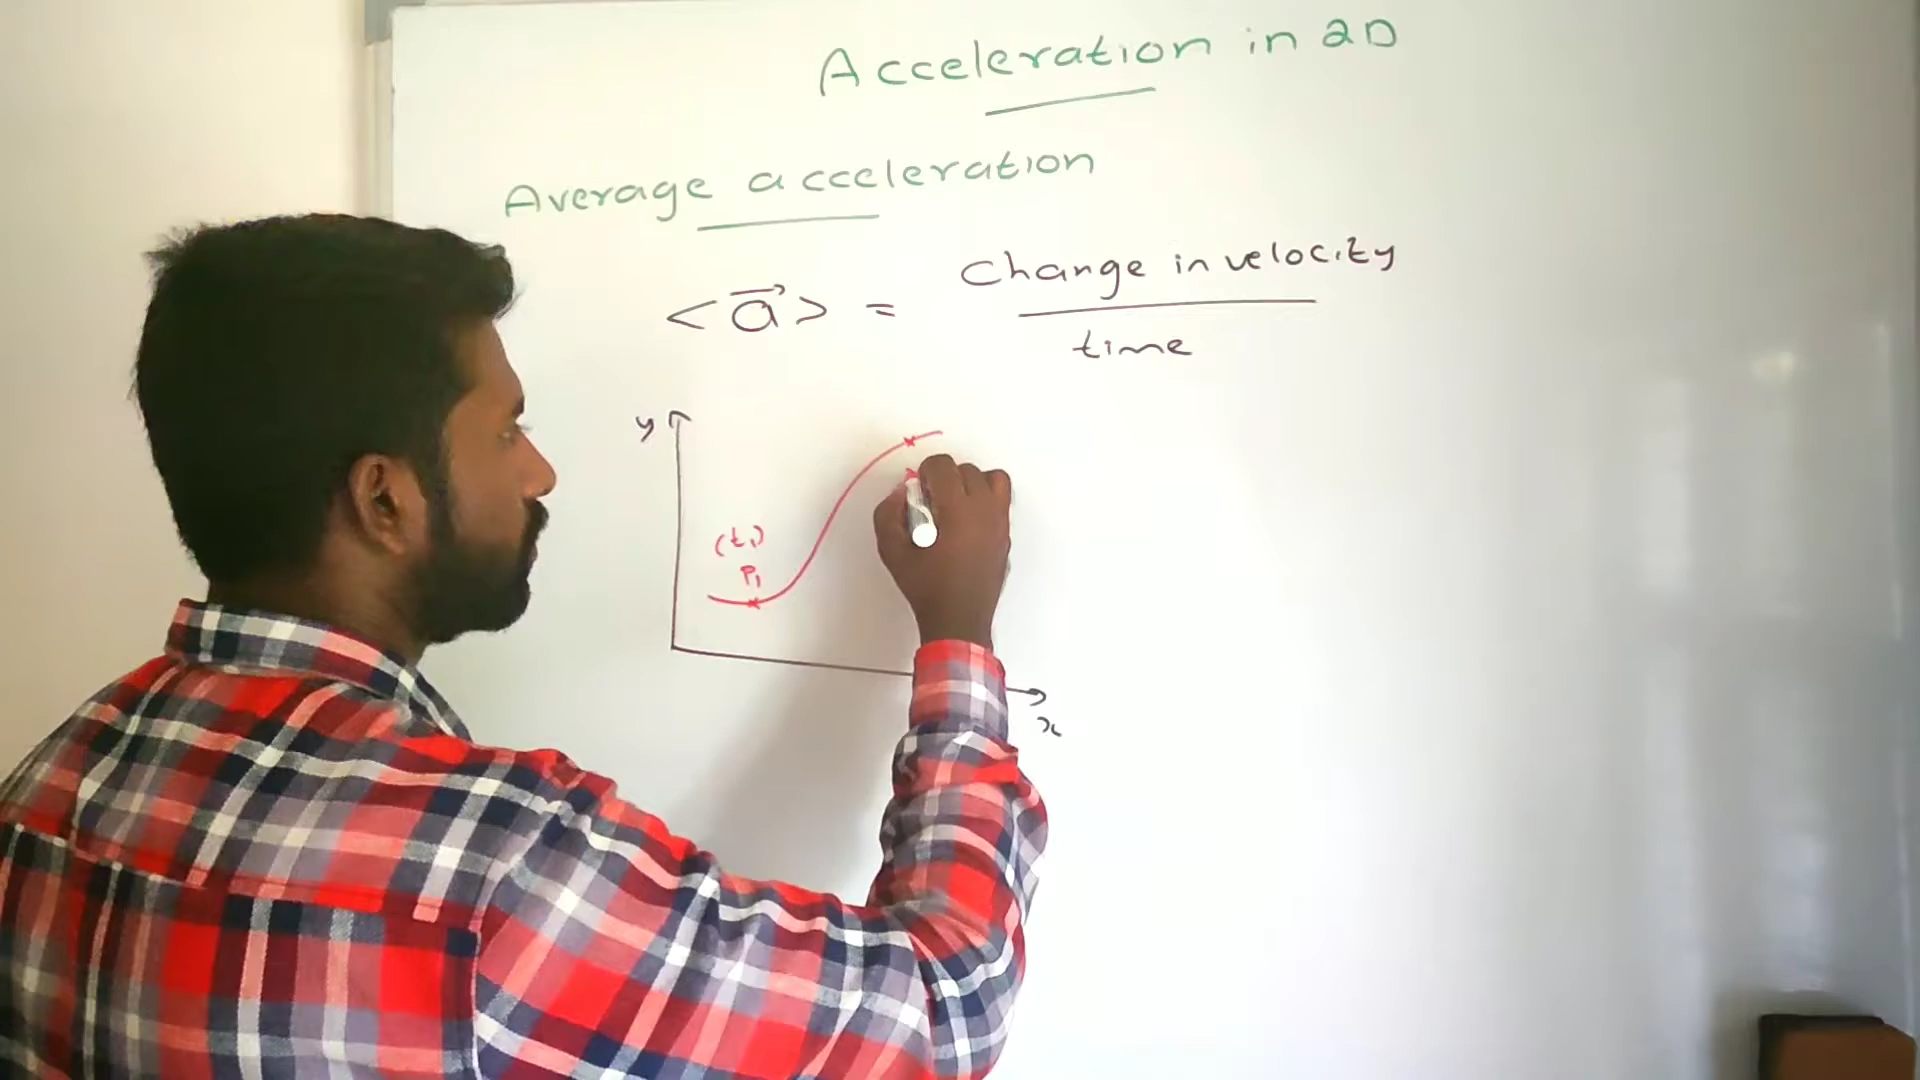 Acceleration in 2D
Average acceleration
<a⃗> = Change in velocity
time
y
(t₁)
P₁
x